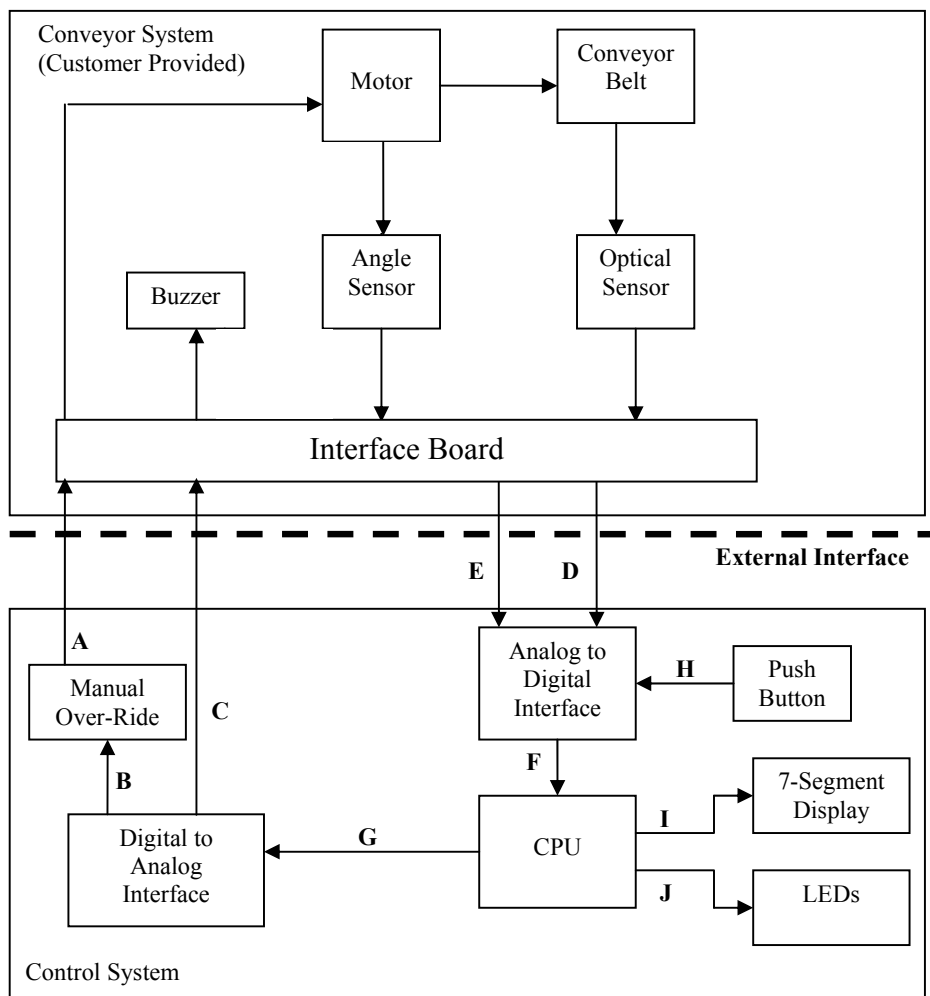 Conveyor System
(Customer Provided)
Motor
Conveyor
Belt
Angle
Sensor
Optical
Sensor
Buzzer
Interface Board
External Interface
E
D
A
Manual
Over-Ride
C
B
Analog to
Digital
Interface
H
Push
Button
F
Digital to
Analog
Interface
G
CPU
I
7-Segment
Display
J
LEDs
Control System